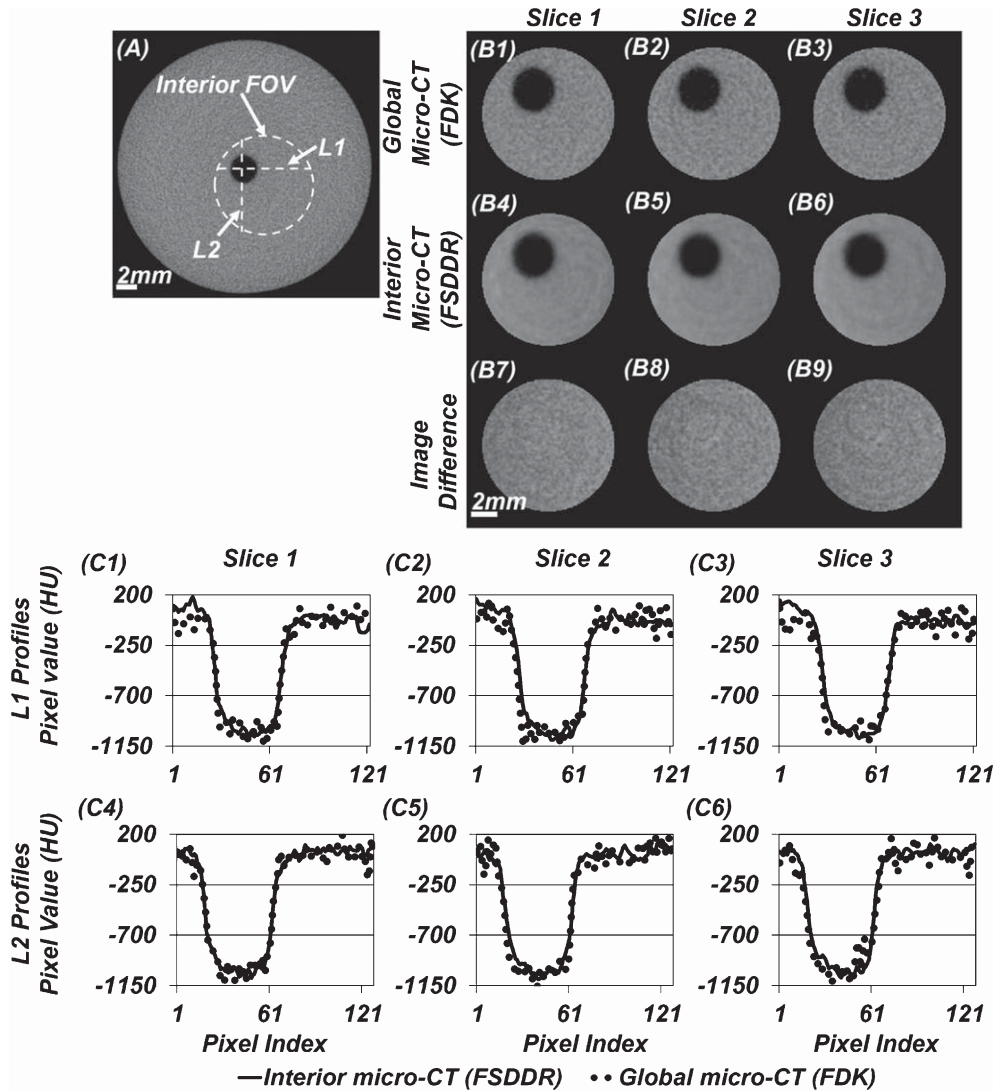 Slice 1 Slice 2 Slice 3
(A)
Interior FOV
L1
L2
2mm
Global
Micro-CT
(FDK)
(B1) (B2) (B3)
Interior
Micro-CT
(FSDDR)
(B4) (B5) (B6)
Image
Difference
(B7) (B8) (B9)
2mm
(C1) Slice 1 (C2) Slice 2 (C3) Slice 3
L1 Profiles
Pixel value (HU)
200 200 200
-250 -250 -250
-700 -700 -700
-1150 -1150 -1150
1 61 121 1 61 121 1 61 121
(C4) (C5) (C6)
L2 Profiles
Pixel Value (HU)
200 200 200
-250 -250 -250
-700 -700 -700
-1150 -1150 -1150
1 61 121 1 61 121 1 61 121
Pixel Index Pixel Index Pixel Index
Interior micro-CT (FSDDR) Global micro-CT (FDK)